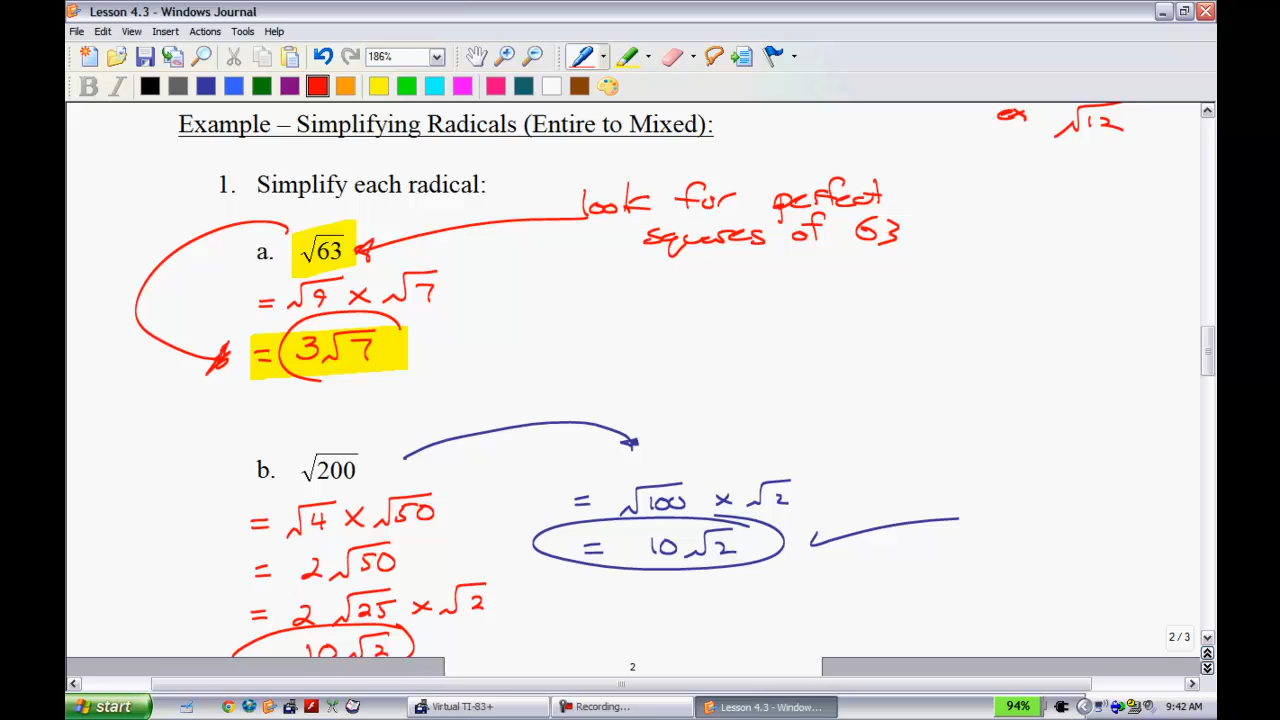 Lesson 4.3 - Windows Journal
File Edit View Insert Actions Tools Help
186%
Example – Simplifying Radicals (Entire to Mixed):
ex √12
1. Simplify each radical:
look for perfect
squares of 63
a. √63
= √9 × √7
= 3√7
b. √200
= √4 × √50
= 2√50
= 2 √25 × √2
10√2
= √100 × √2
= 10√2
2/3
2
start
Virtual TI-83+
Recording...
Lesson 4.3 - Window...
94%
9:42 AM